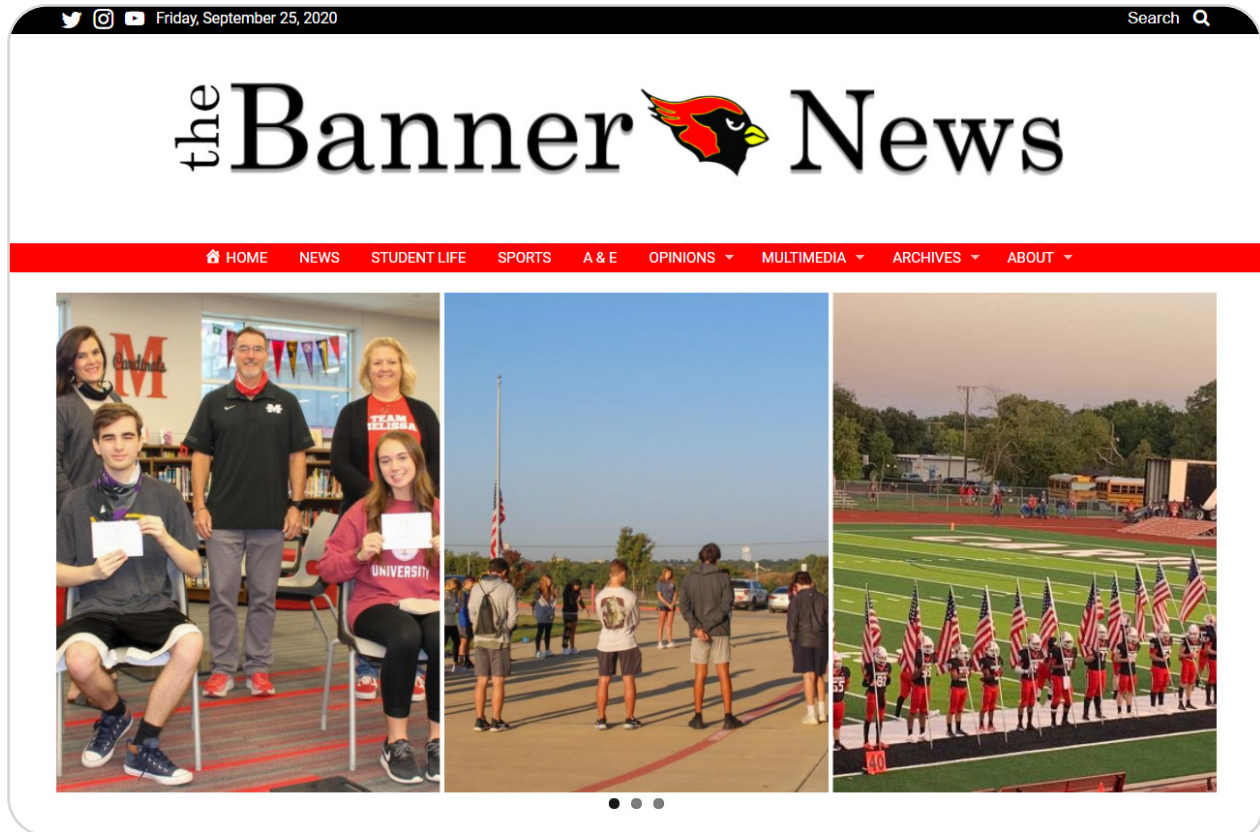 Friday, September 25, 2020
Search
the Banner News
HOME NEWS STUDENT LIFE SPORTS A & E OPINIONS MULTIMEDIA ARCHIVES ABOUT
M
Cardinals
M
TEAM
MELISSA
UNIVERSITY
40